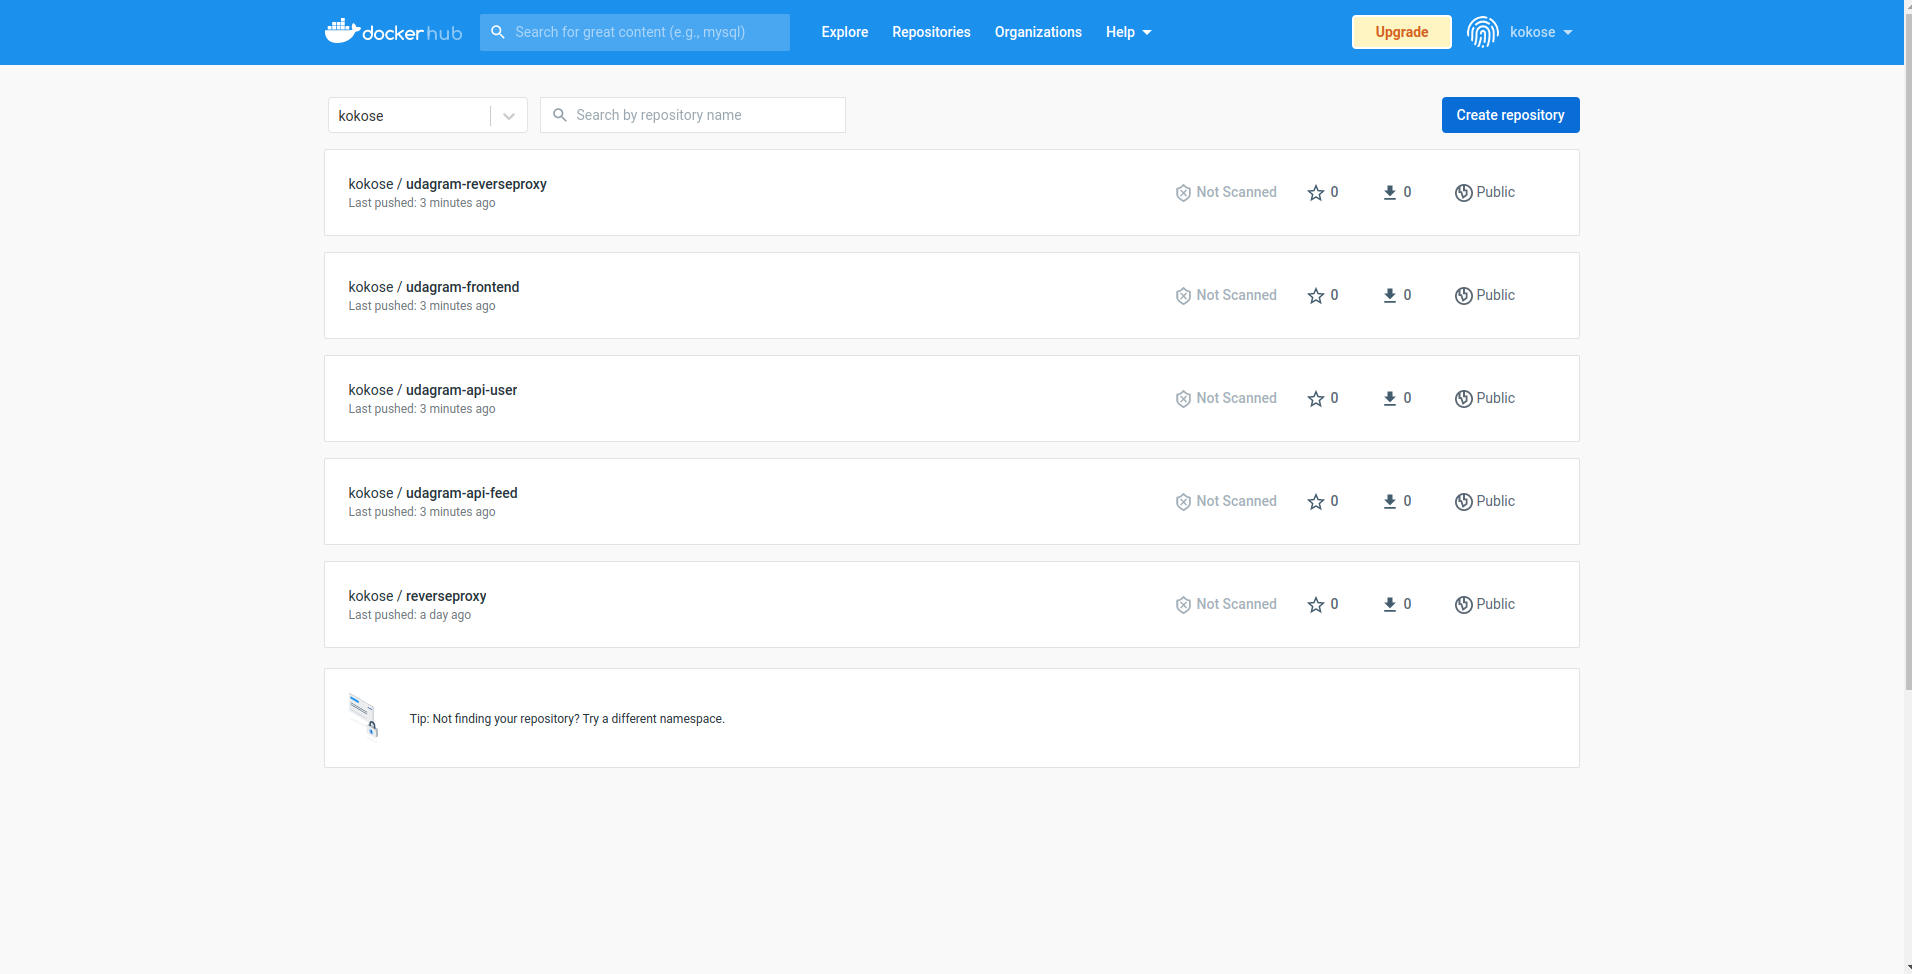 docker hub Search for great content (e.g., mysql) Explore Repositories Organizations Help Upgrade kokose
kokose Search by repository name Create repository
kokose / udagram-reverseproxy
Last pushed: 3 minutes ago
Not Scanned 0 0 Public
kokose / udagram-frontend
Last pushed: 3 minutes ago
Not Scanned 0 0 Public
kokose / udagram-api-user
Last pushed: 3 minutes ago
Not Scanned 0 0 Public
kokose / udagram-api-feed
Last pushed: 3 minutes ago
Not Scanned 0 0 Public
kokose / reverseproxy
Last pushed: a day ago
Not Scanned 0 0 Public
Tip: Not finding your repository? Try a different namespace.